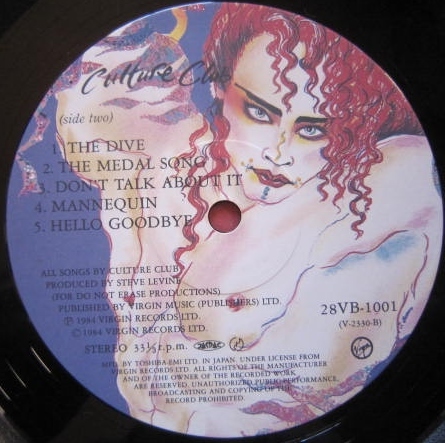 Culture Club
(side two)
1. THE DIVE
2. THE MEDAL SONG
3. DON'T TALK ABOUT IT
4. MANNEQUIN
5. HELLO GOODBYE
ALL SONGS BY CULTURE CLUB
PRODUCED BY STEVE LEVINE
(FOR DO NOT ERASE PRODUCTIONS)
PUBLISHED BY VIRGIN MUSIC (PUBLISHERS) LTD.
℗ 1984 VIRGIN RECORDS LTD.
© 1984 VIRGIN RECORDS LTD.
28VB-1001
(V-2330-B)
STEREO 33⅓ r.p.m.
Virgin
MFD. BY TOSHIBA-EMI LTD. IN JAPAN. UNDER LICENSE FROM
VIRGIN RECORDS LTD. ALL RIGHTS OF THE MANUFACTURER
AND OF THE OWNER OF THE RECORDED WORK
ARE RESERVED. UNAUTHORIZED PUBLIC PERFORMANCE,
BROADCASTING AND COPYING OF THE
RECORD PROHIBITED.